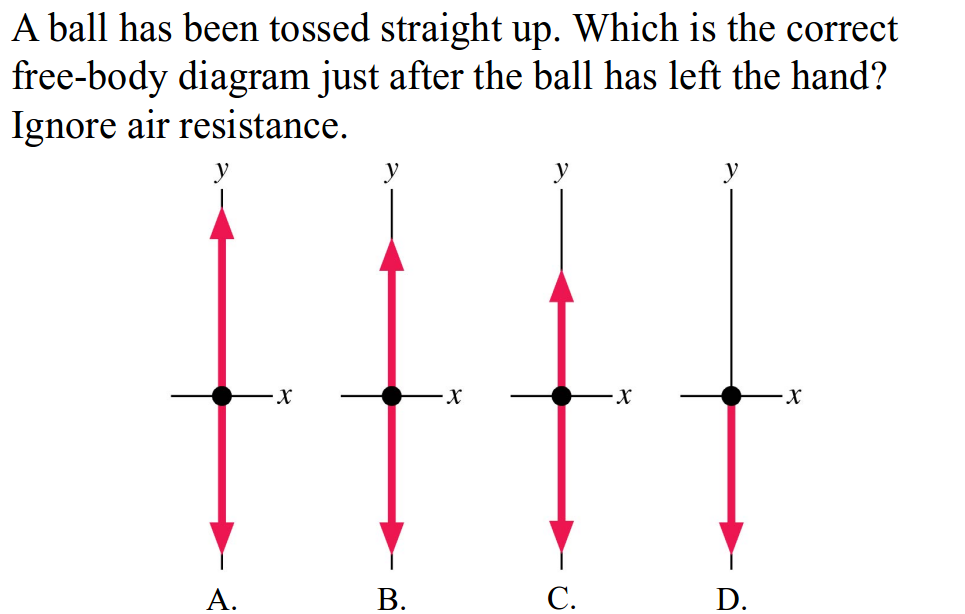 A ball has been tossed straight up. Which is the correct
free-body diagram just after the ball has left the hand?
Ignore air resistance.
y y y y
x x x x
A. B. C. D.